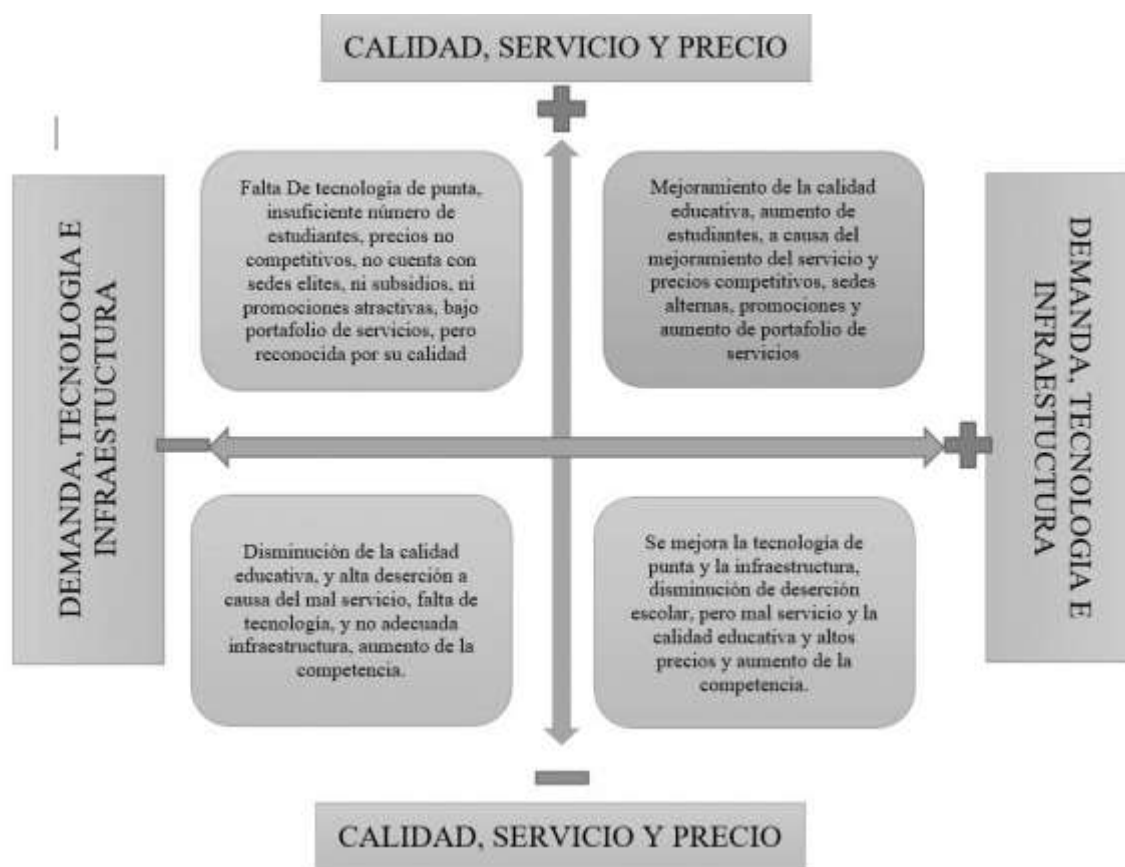 CALIDAD, SERVICIO Y PRECIO
DEMANDA, TECNOLOGIA E
INFRAESTUCTURA
Falta De tecnología de punta,
insuficiente número de
estudiantes, precios no
competitivos, no cuenta con
sedes elites, ni subsidios, ni
promociones atractivas, bajo
portafolio de servicios, pero
reconocida por su calidad
Mejoramiento de la calidad
educativa, aumento de
estudiantes, a causa del
mejoramiento del servicio y
precios competitivos, sedes
alternas, promociones y
aumento de portafolio de
servicios
DEMANDA, TECNOLOGIA E
INFRAESTUCTURA
Disminución de la calidad
educativa, y alta deserción a
causa del mal servicio, falta de
tecnología, y no adecuada
infraestructura, aumento de la
competencia.
Se mejora la tecnología de
punta y la infraestructura,
disminución de deserción
escolar, pero mal servicio y la
calidad educativa y altos
precios y aumento de la
competencia.
CALIDAD, SERVICIO Y PRECIO